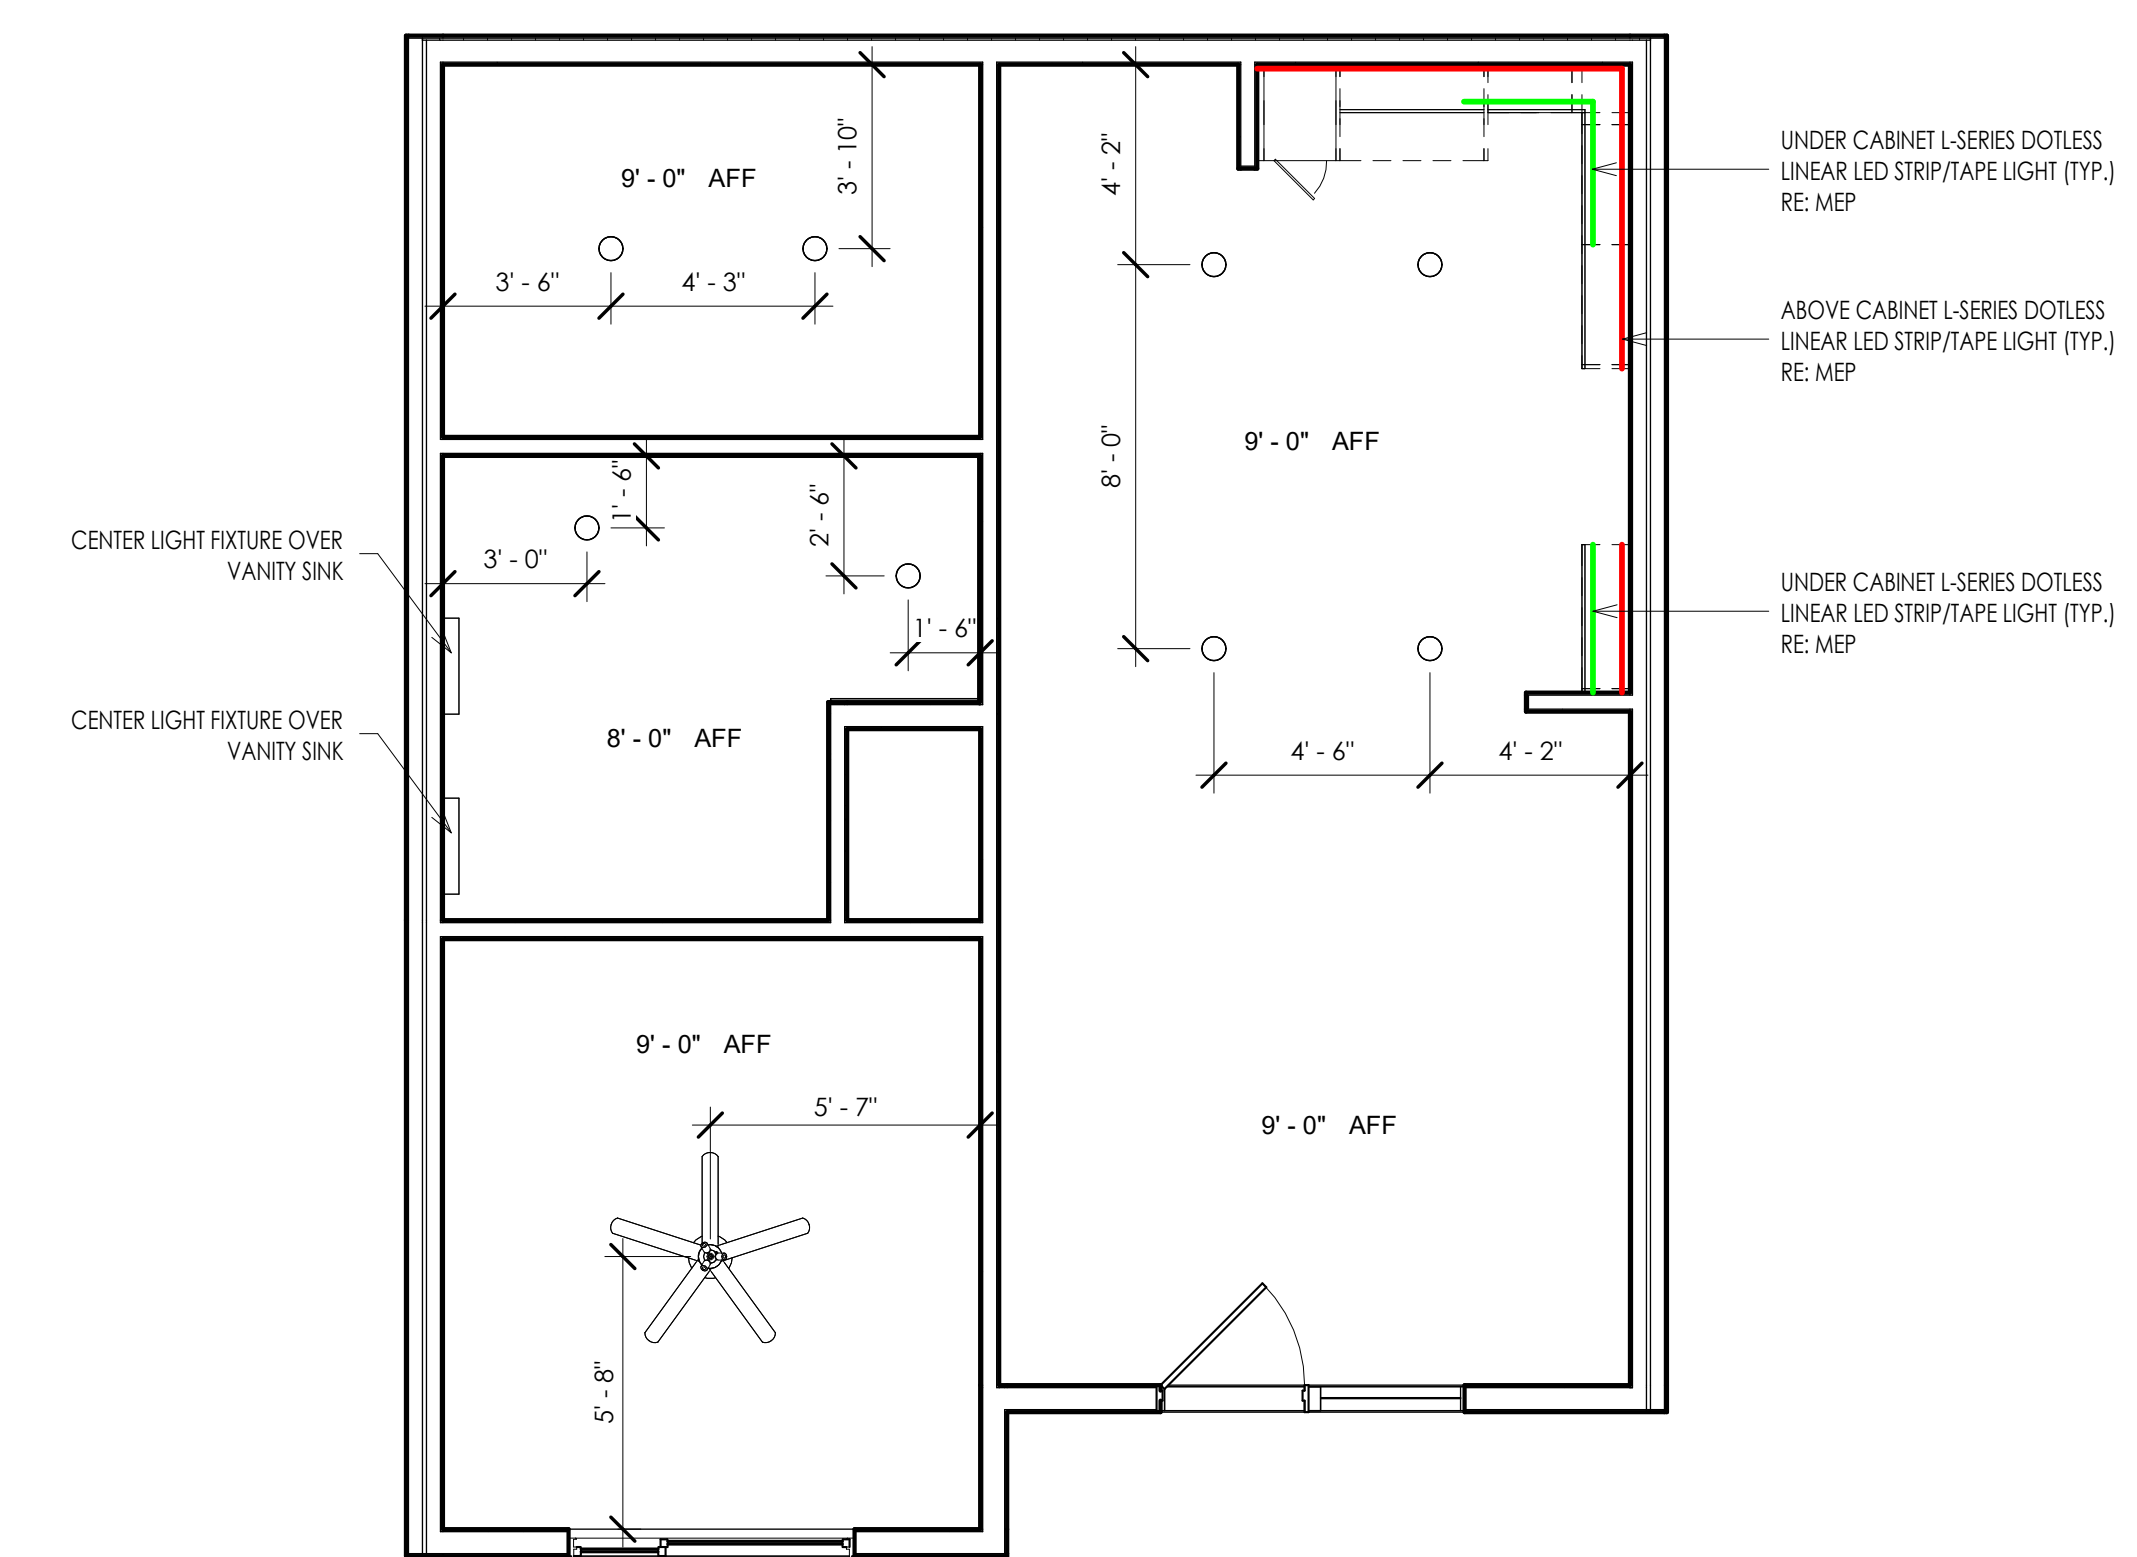 9' - 0" AFF
3' - 10"
3' - 6"
4' - 3"
4' - 2"
UNDER CABINET L-SERIES DOTLESS
LINEAR LED STRIP/TAPE LIGHT (TYP.)
RE: MEP
ABOVE CABINET L-SERIES DOTLESS
LINEAR LED STRIP/TAPE LIGHT (TYP.)
RE: MEP
9' - 0" AFF
8' - 0"
1' - 6"
2' - 6"
CENTER LIGHT FIXTURE OVER
VANITY SINK
3' - 0"
1' - 6"
UNDER CABINET L-SERIES DOTLESS
LINEAR LED STRIP/TAPE LIGHT (TYP.)
RE: MEP
CENTER LIGHT FIXTURE OVER
VANITY SINK
8' - 0" AFF
4' - 6"
4' - 2"
9' - 0" AFF
5' - 7"
9' - 0" AFF
5' - 8"